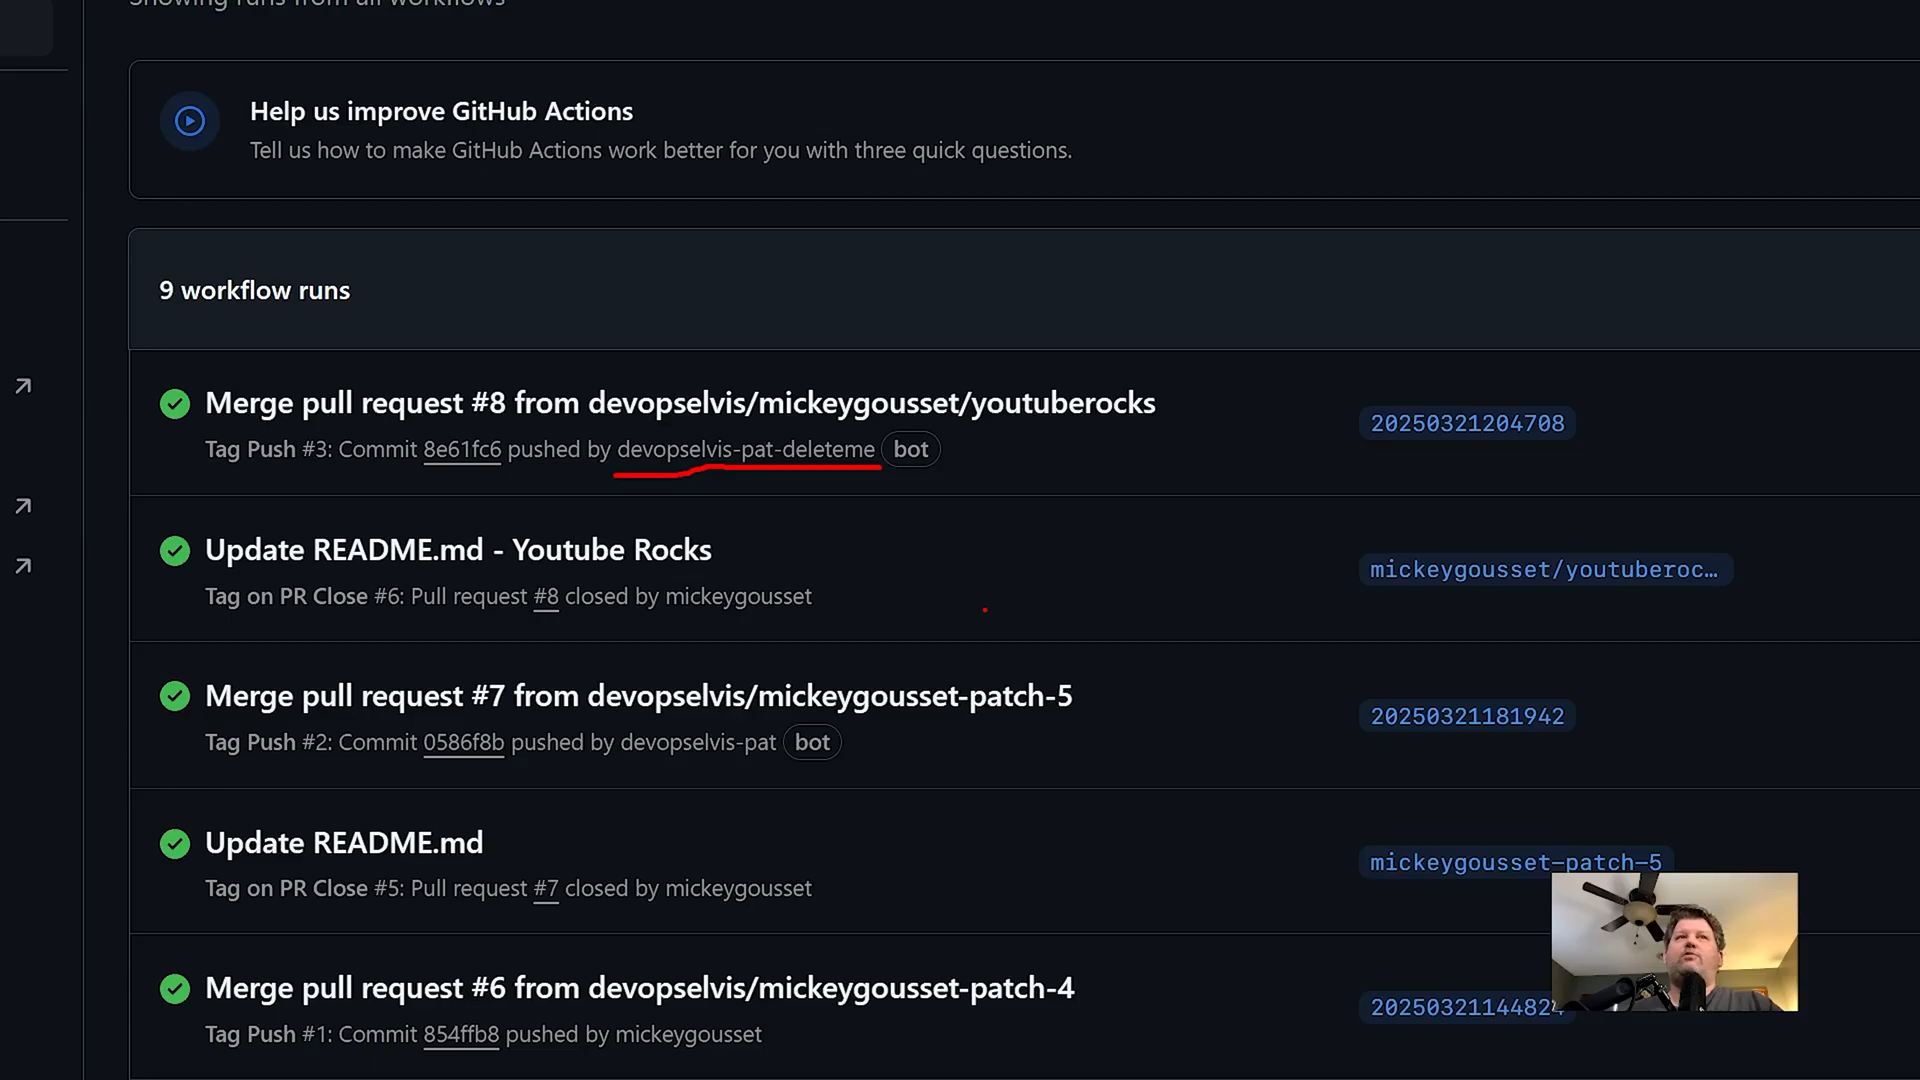 Showing runs from all workflows
Help us improve GitHub Actions
Tell us how to make GitHub Actions work better for you with three quick questions.
9 workflow runs
Merge pull request #8 from devopselvis/mickeygousset/youtuberocks
20250321204708
Tag Push #3: Commit 8e61fc6 pushed by devopselvis-pat-deleteme bot
Update README.md - Youtube Rocks
mickeygousset/youtuberoc…
Tag on PR Close #6: Pull request #8 closed by mickeygousset
Merge pull request #7 from devopselvis/mickeygousset-patch-5
20250321181942
Tag Push #2: Commit 0586f8b pushed by devopselvis-pat bot
Update README.md
mickeygousset-patch-5
Tag on PR Close #5: Pull request #7 closed by mickeygousset
Merge pull request #6 from devopselvis/mickeygousset-patch-4
20250321144824
Tag Push #1: Commit 854ffb8 pushed by mickeygousset